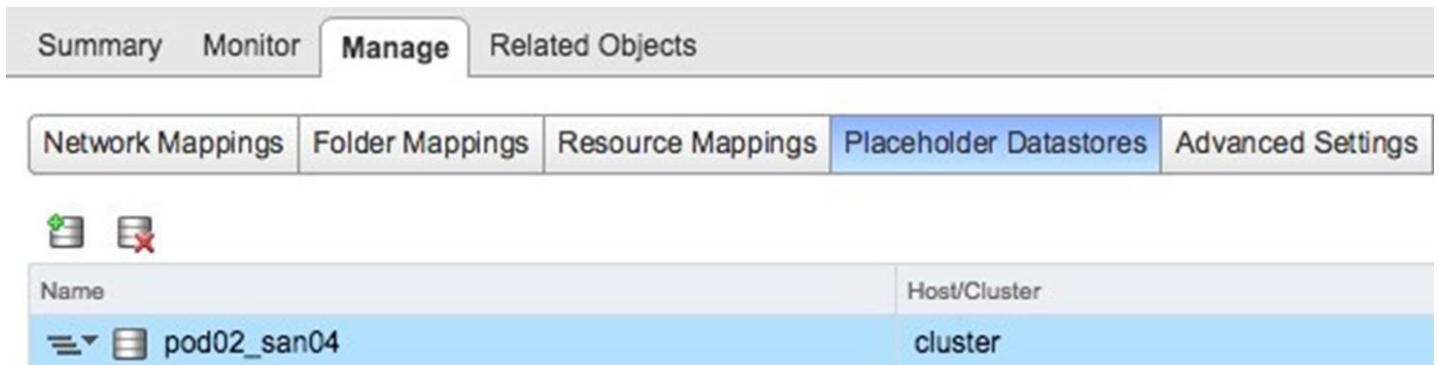 Summary Monitor Manage Related Objects
Network Mappings Folder Mappings Resource Mappings Placeholder Datastores Advanced Settings
Name Host/Cluster
pod02_san04 cluster